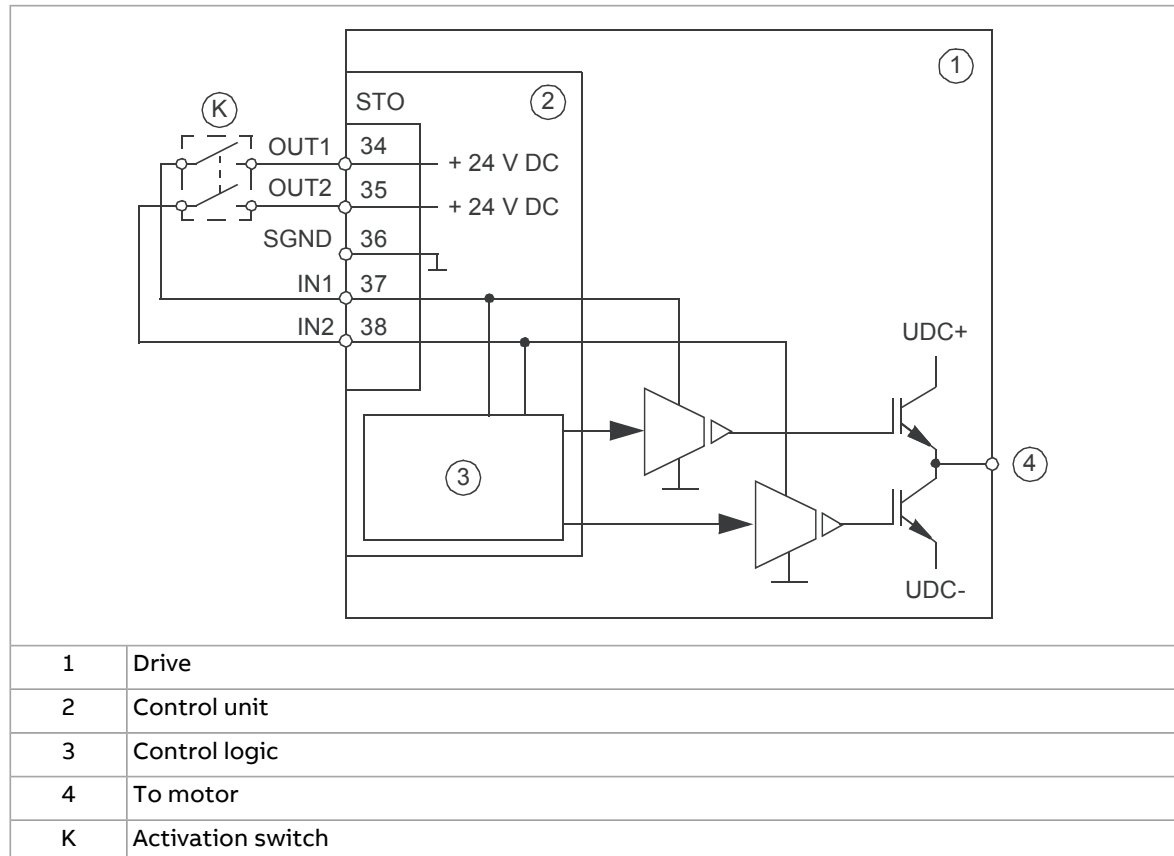 1
2
STO
K
OUT1 34 + 24 V DC
OUT2 35 + 24 V DC
SGND 36
IN1 37
IN2 38
UDC+
3
4
UDC-
1 Drive
2 Control unit
3 Control logic
4 To motor
K Activation switch